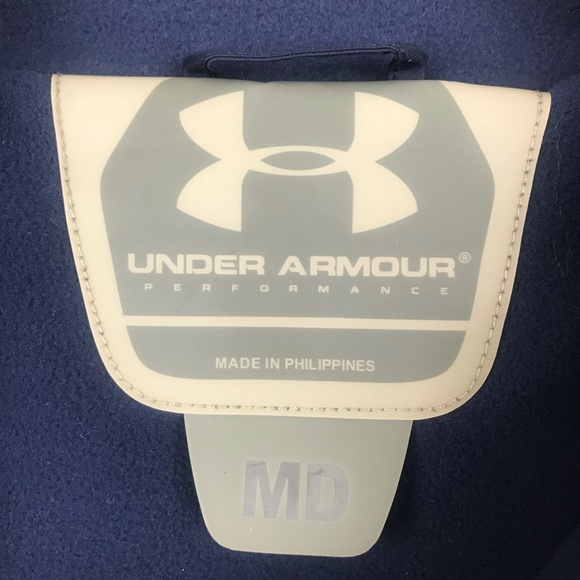 UNDER ARMOUR®
PERFORMANCE
MADE IN PHILIPPINES
MD